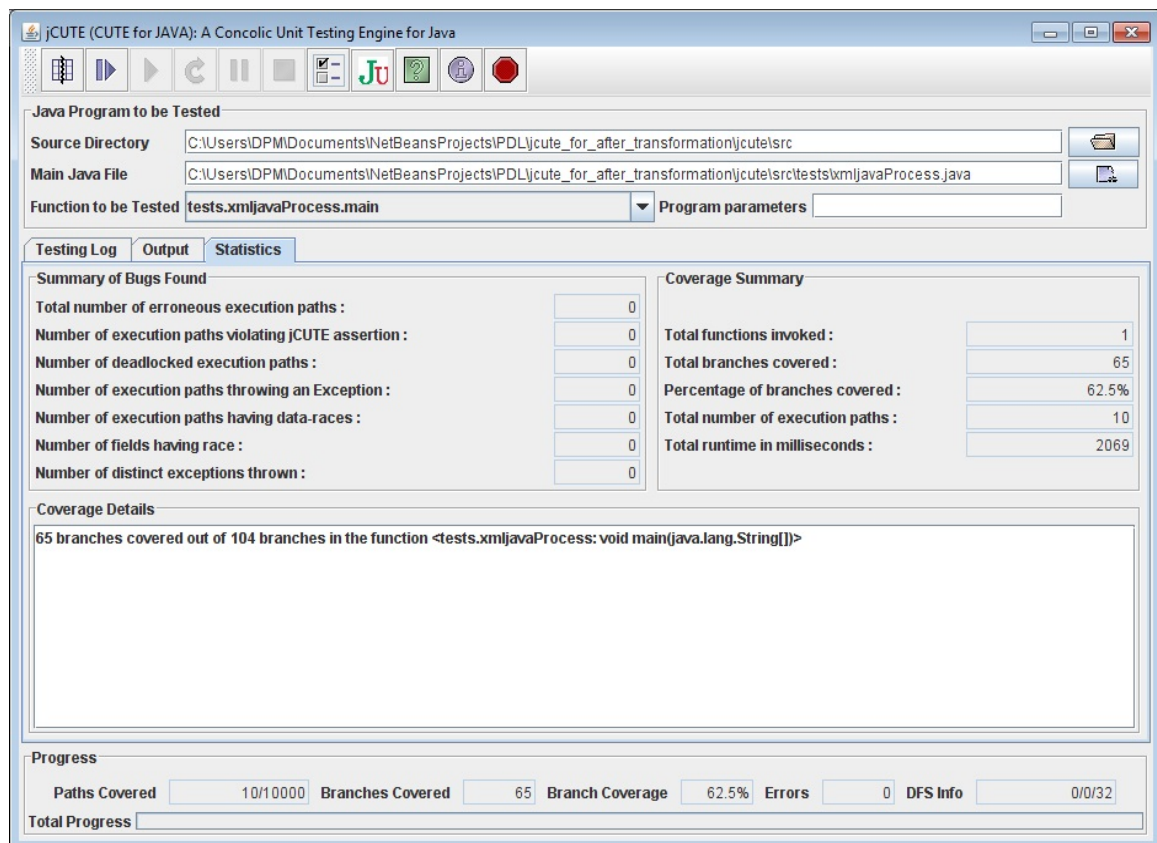 jCUTE (CUTE for JAVA): A Concolic Unit Testing Engine for Java
JU ? i
Java Program to be Tested
Source Directory C:\Users\DPM\Documents\NetBeansProjects\PDL\jcute_for_after_transformation\jcute\src
Main Java File C:\Users\DPM\Documents\NetBeansProjects\PDL\jcute_for_after_transformation\jcute\src\tests\xmljavaProcess.java
Function to be Tested tests.xmljavaProcess.main Program parameters
Testing Log Output Statistics
Summary of Bugs Found
Total number of erroneous execution paths : 0
Number of execution paths violating jCUTE assertion : 0
Number of deadlocked execution paths : 0
Number of execution paths throwing an Exception : 0
Number of execution paths having data-races : 0
Number of fields having race : 0
Number of distinct exceptions thrown : 0
Coverage Summary
Total functions invoked : 1
Total branches covered : 65
Percentage of branches covered : 62.5%
Total number of execution paths : 10
Total runtime in milliseconds : 2069
Coverage Details
65 branches covered out of 104 branches in the function <tests.xmljavaProcess: void main(java.lang.String[])>
Progress
Paths Covered 10/10000 Branches Covered 65 Branch Coverage 62.5% Errors 0 DFS Info 0/0/32
Total Progress